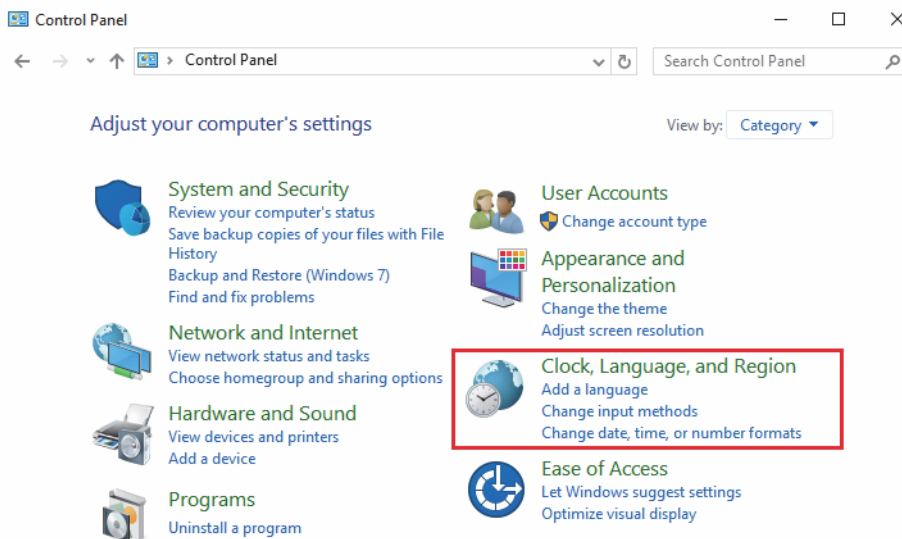 Control Panel
Control Panel
Search Control Panel
Adjust your computer's settings
View by: Category
System and Security
Review your computer's status
Save backup copies of your files with File
History
Backup and Restore (Windows 7)
Find and fix problems
Network and Internet
View network status and tasks
Choose homegroup and sharing options
Hardware and Sound
View devices and printers
Add a device
Programs
Uninstall a program
User Accounts
Change account type
Appearance and
Personalization
Change the theme
Adjust screen resolution
Clock, Language, and Region
Add a language
Change input methods
Change date, time, or number formats
Ease of Access
Let Windows suggest settings
Optimize visual display